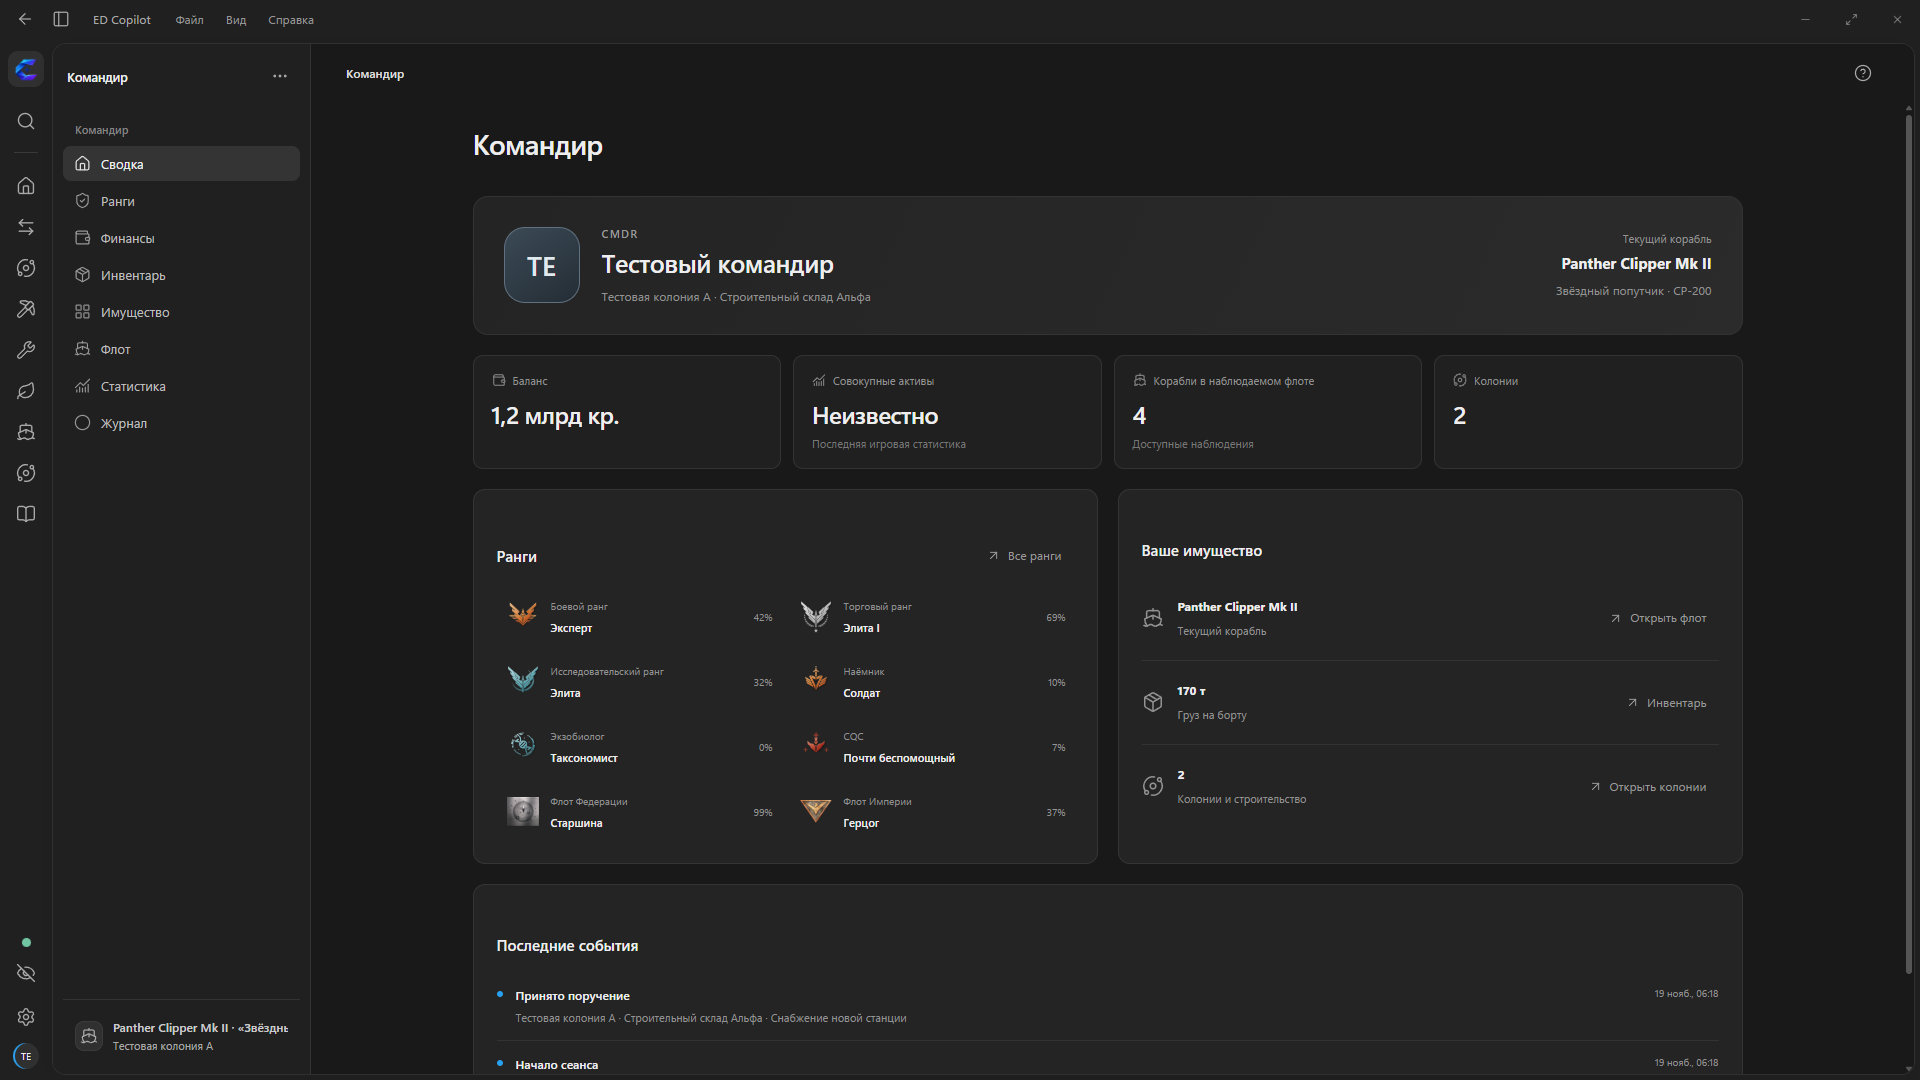 ED Copilot Файл Вид Справка
Командир
Командир
Сводка
Ранги
Финансы
Инвентарь
Имущество
Флот
Статистика
Журнал
Panther Clipper Mk II · «Звёздны
Тестовая колония А
TE
Командир
Командир
TE
CMDR
Тестовый командир
Тестовая колония А · Строительный склад Альфа
Текущий корабль
Panther Clipper Mk II
Звёздный попутчик · CP-200
Баланс
1,2 млрд кр.
Совокупные активы
Неизвестно
Последняя игровая статистика
Корабли в наблюдаемом флоте
4
Доступные наблюдения
Колонии
2
Ранги
Все ранги
Боевой ранг
Эксперт
42%
Торговый ранг
Элита I
69%
Исследовательский ранг
Элита
32%
Наёмник
Солдат
10%
Экзобиолог
Таксономист
0%
CQC
Почти беспомощный
7%
Флот Федерации
Старшина
99%
Флот Империи
Герцог
37%
Ваше имущество
Panther Clipper Mk II
Текущий корабль
Открыть флот
170 т
Груз на борту
Инвентарь
2
Колонии и строительство
Открыть колонии
Последние события
Принято поручение
19 нояб., 06:18
Тестовая колония А · Строительный склад Альфа · Снабжение новой станции
Начало сеанса
19 нояб., 06:18